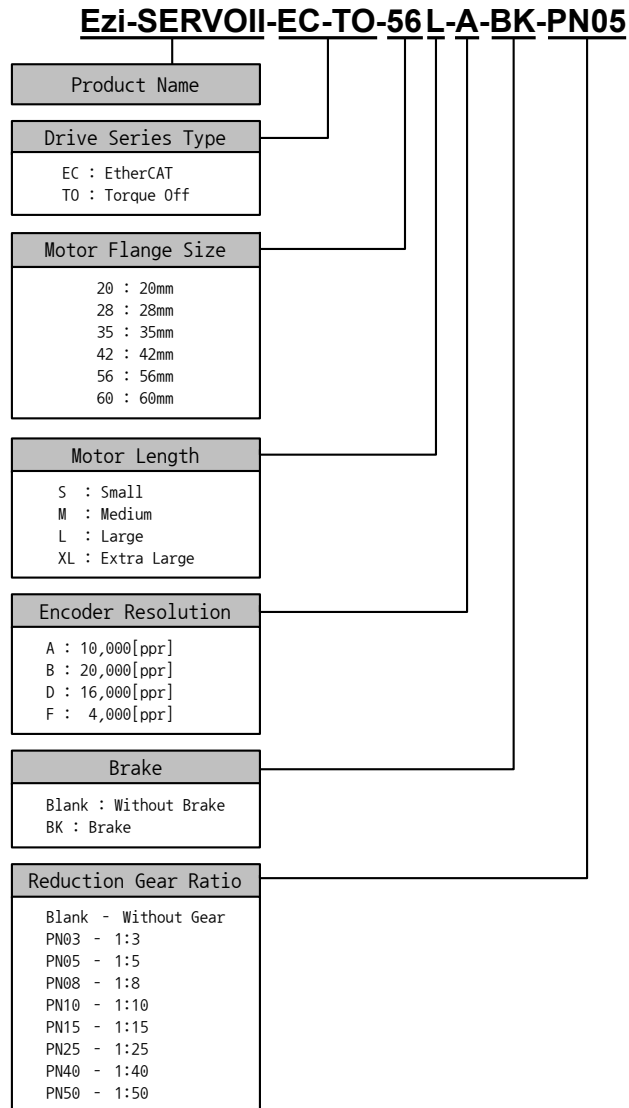 Ezi-SERVOII-EC-TO-56L-A-BK-PN05
Product Name
Drive Series Type
EC : EtherCAT
TO : Torque Off
Motor Flange Size
20 : 20mm
28 : 28mm
35 : 35mm
42 : 42mm
56 : 56mm
60 : 60mm
Motor Length
S : Small
M : Medium
L : Large
XL : Extra Large
Encoder Resolution
A : 10,000[ppr]
B : 20,000[ppr]
D : 16,000[ppr]
F : 4,000[ppr]
Brake
Blank : Without Brake
BK : Brake
Reduction Gear Ratio
Blank - Without Gear
PN03 - 1:3
PN05 - 1:5
PN08 - 1:8
PN10 - 1:10
PN15 - 1:15
PN25 - 1:25
PN40 - 1:40
PN50 - 1:50